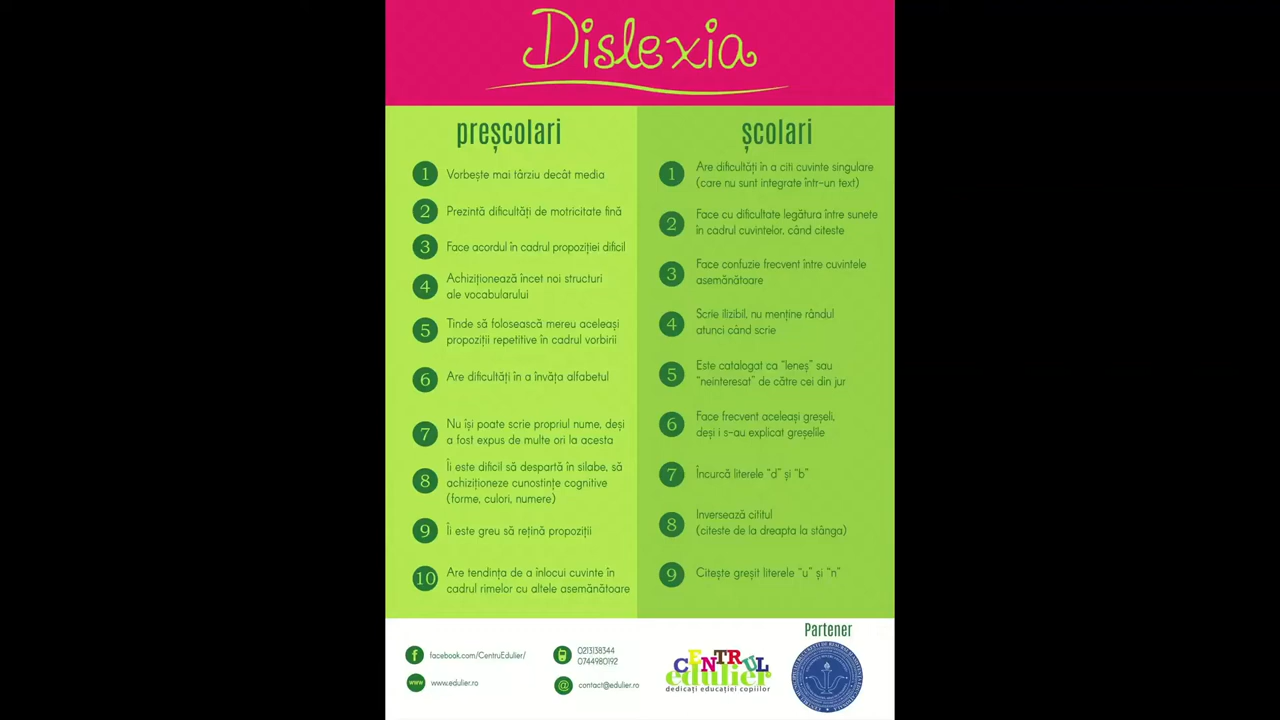 Dislexia
preșcolari
1 Vorbește mai târziu decât media
2 Prezintă dificultăți de motricitate fină
3 Face acordul în cadrul propoziției dificil
4 Achiziționează încet noi structuri
ale vocabularului
5 Tinde să folosească mereu aceleași
propoziții repetitive în cadrul vorbirii
6 Are dificultăți în a învăța alfabetul
7 Nu își poate scrie propriul nume, deși
a fost expus de multe ori la acesta
8 Îi este dificil să despartă în silabe, să
achiziționeze cunostințe cognitive
(forme, culori, numere)
9 Îi este greu să rețină propoziții
10 Are tendința de a înlocui cuvinte în
cadrul rimelor cu altele asemănătoare
școlari
1 Are dificultăți în a citi cuvinte singulare
(care nu sunt integrate într-un text)
2 Face cu dificultate legătura între sunete
în cadrul cuvintelor, când citeste
3 Face confuzie frecvent între cuvintele
asemănătoare
4 Scrie ilizibil, nu menține rândul
atunci când scrie
5 Este catalogat ca "leneș" sau
"neinteresat" de către cei din jur
6 Face frecvent aceleași greșeli,
deși i s-au explicat greșelile
7 Încurcă literele "d" și "b"
8 Inversează cititul
(citeste de la dreapta la stânga)
9 Citește greșit literele "u" și "n"
f facebook.com/CentruEdulier/
www www.edulier.ro
0213138344
0744980192
@ contact@edulier.ro
CENTRUL
edulier
dedicați educației copiilor
Partener